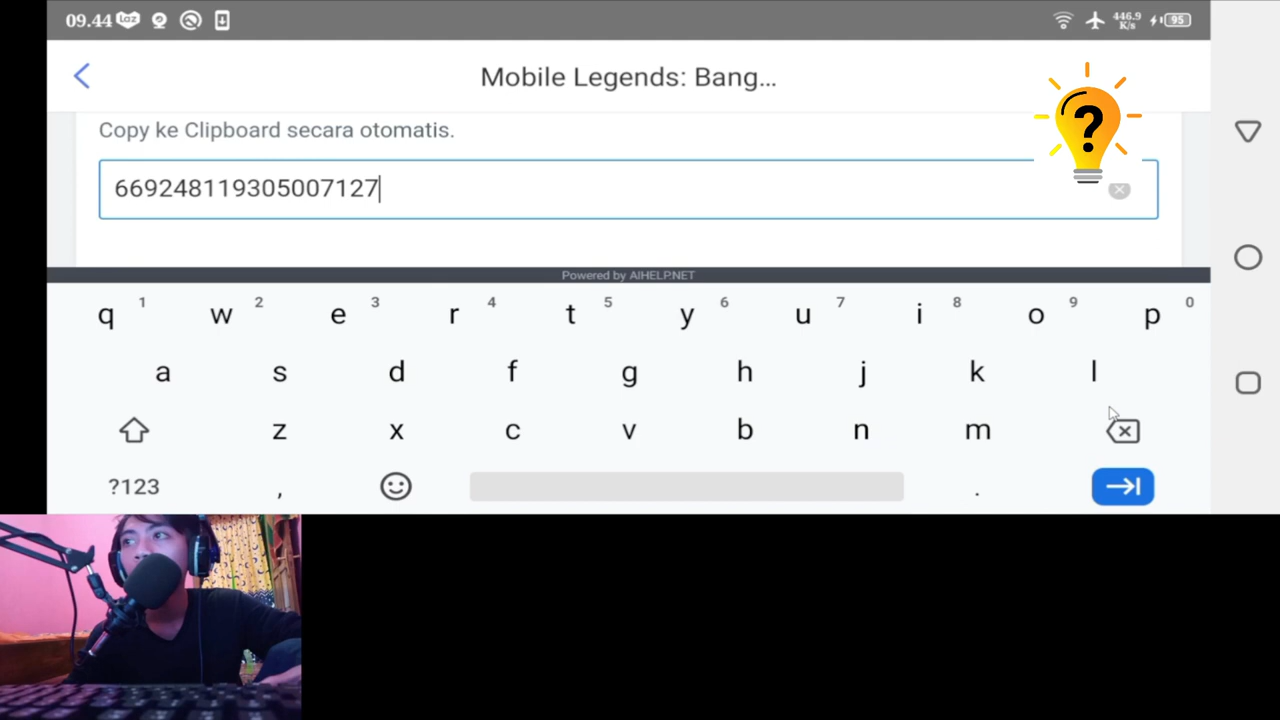 09.44 laz 446.9 K/s 95
Mobile Legends: Bang...
Copy ke Clipboard secara otomatis.
?
669248119305007127
Powered by AIHELP.NET
q 1 w 2 e 3 r 4 t 5 y 6 u 7 i 8 o 9 p 0
a s d f g h j k l
z x c v b n m
?123 , .